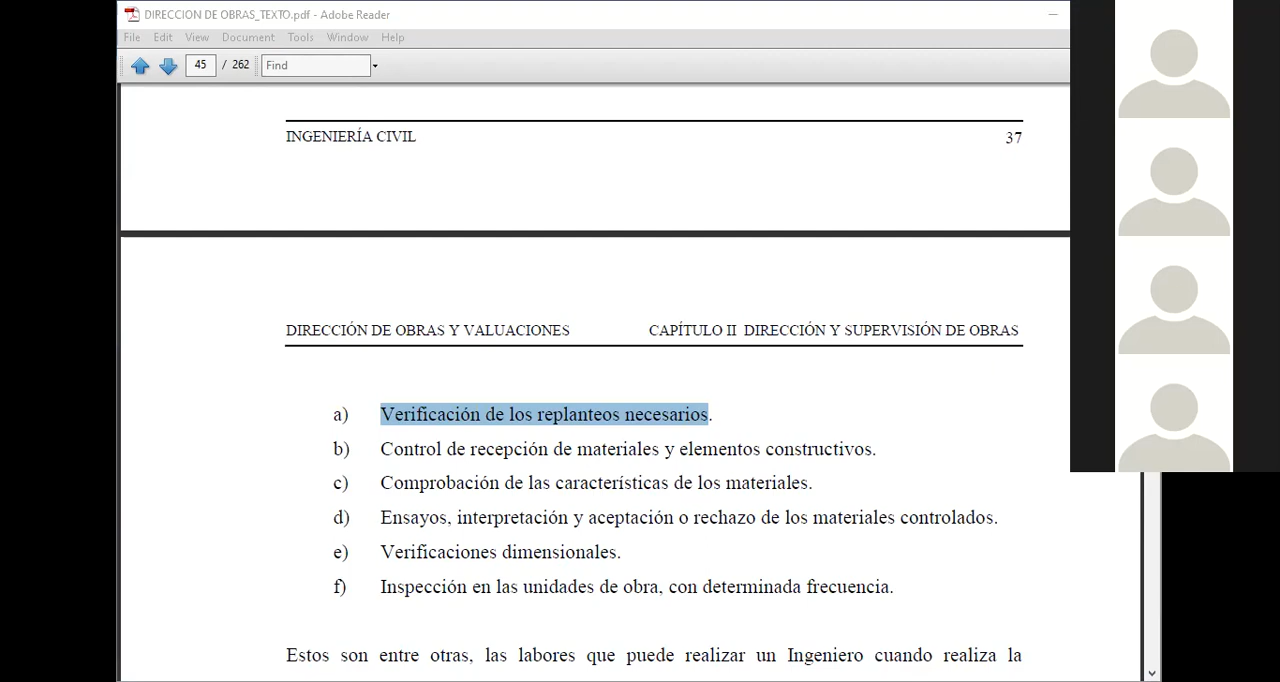 DIRECCION DE OBRAS_TEXTO.pdf - Adobe Reader
File Edit View Document Tools Window Help
45 / 262 Find
INGENIERÍA CIVIL 37
DIRECCIÓN DE OBRAS Y VALUACIONES CAPÍTULO II DIRECCIÓN Y SUPERVISIÓN DE OBRAS
a) Verificación de los replanteos necesarios.
b) Control de recepción de materiales y elementos constructivos.
c) Comprobación de las características de los materiales.
d) Ensayos, interpretación y aceptación o rechazo de los materiales controlados.
e) Verificaciones dimensionales.
f) Inspección en las unidades de obra, con determinada frecuencia.
Estos son entre otras, las labores que puede realizar un Ingeniero cuando realiza la